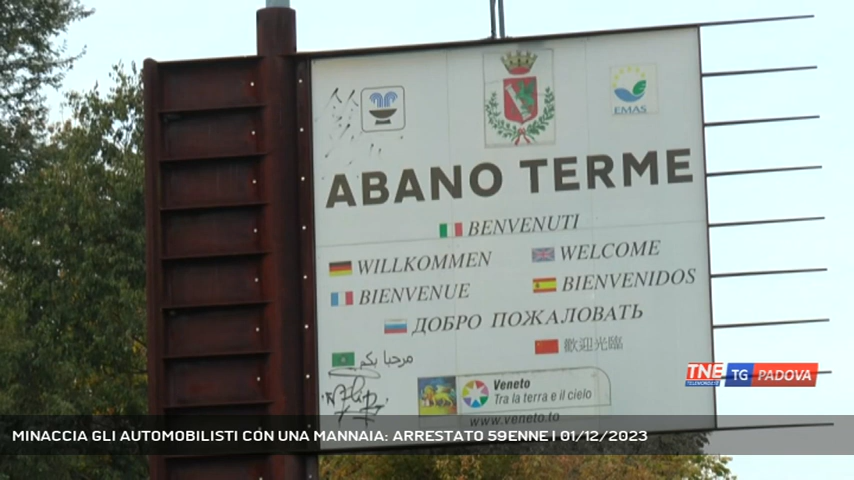 EMAS
ABANO TERME
BENVENUTI
WILLKOMMEN
WELCOME
BIENVENUE
BIENVENIDOS
ДОБРО ПОЖАЛОВАТЬ
مرحبا بكم
歡迎光臨
Veneto
Tra la terra e il cielo
www.veneto.to
TNE TG PADOVA
TELENORDEST
MINACCIA GLI AUTOMOBILISTI CON UNA MANNAIA: ARRESTATO 59ENNE | 01/12/2023